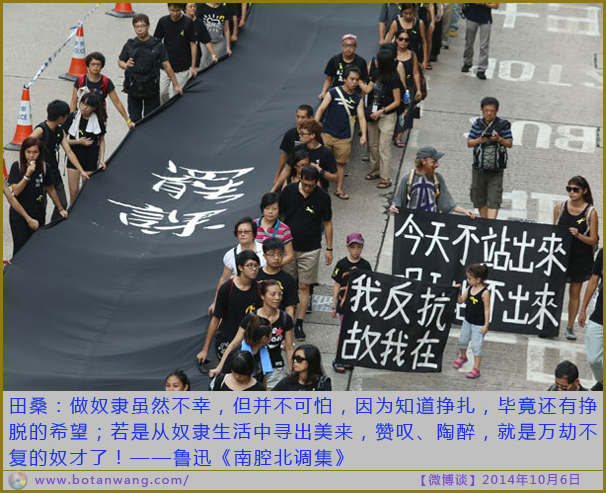 今天不站出來
不出來
我反抗
故我在
田桑：做奴隶虽然不幸，但并不可怕，因为知道挣扎，毕竟还有挣
脱的希望；若是从奴隶生活中寻出美来，赞叹、陶醉，就是万劫不
复的奴才了！——鲁迅《南腔北调集》
www.botanwang.com/
【微博谈】2014年10月6日